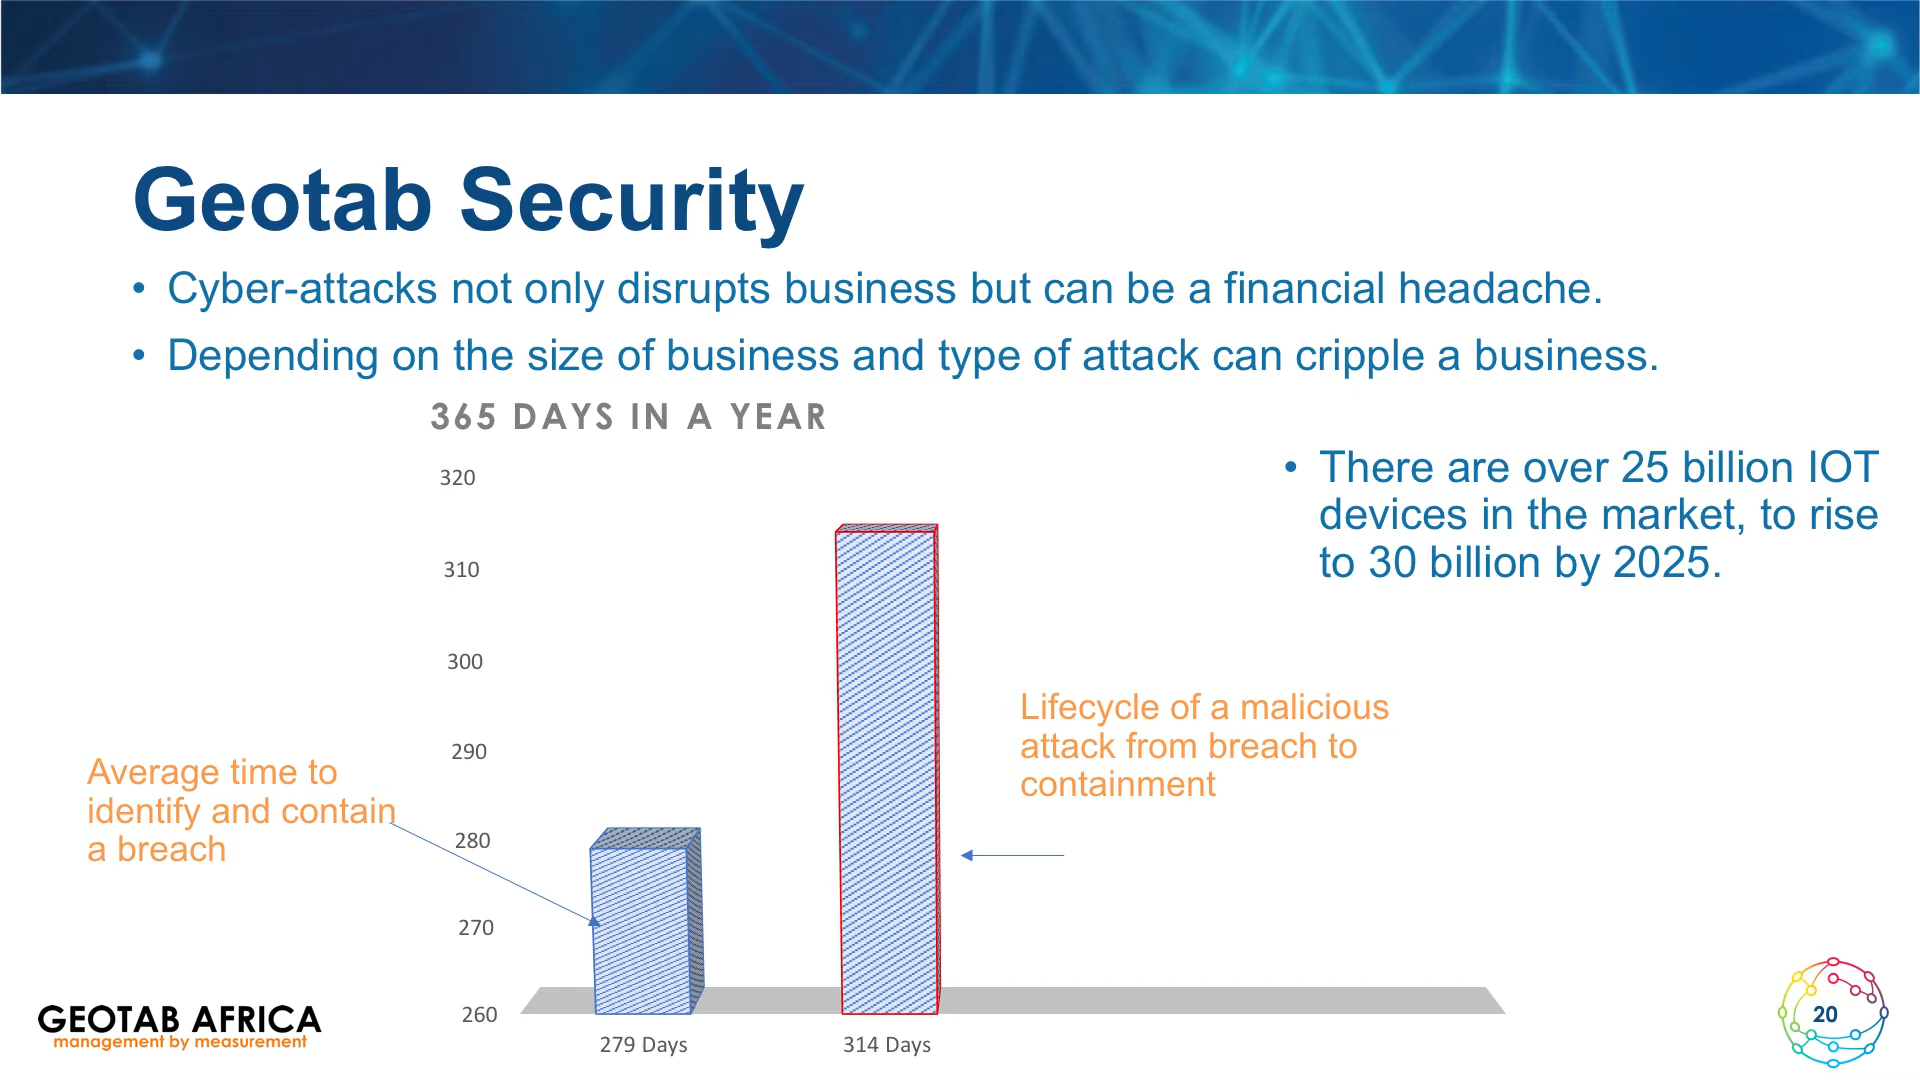 Geotab Security
• Cyber-attacks not only disrupts business but can be a financial headache.
• Depending on the size of business and type of attack can cripple a business.
365 DAYS IN A YEAR
320
310
300
290
280
270
260
279 Days
314 Days
Average time to
identify and contain
a breach
Lifecycle of a malicious
attack from breach to
containment
• There are over 25 billion IOT
devices in the market, to rise
to 30 billion by 2025.
GEOTAB AFRICA
management by measurement
20